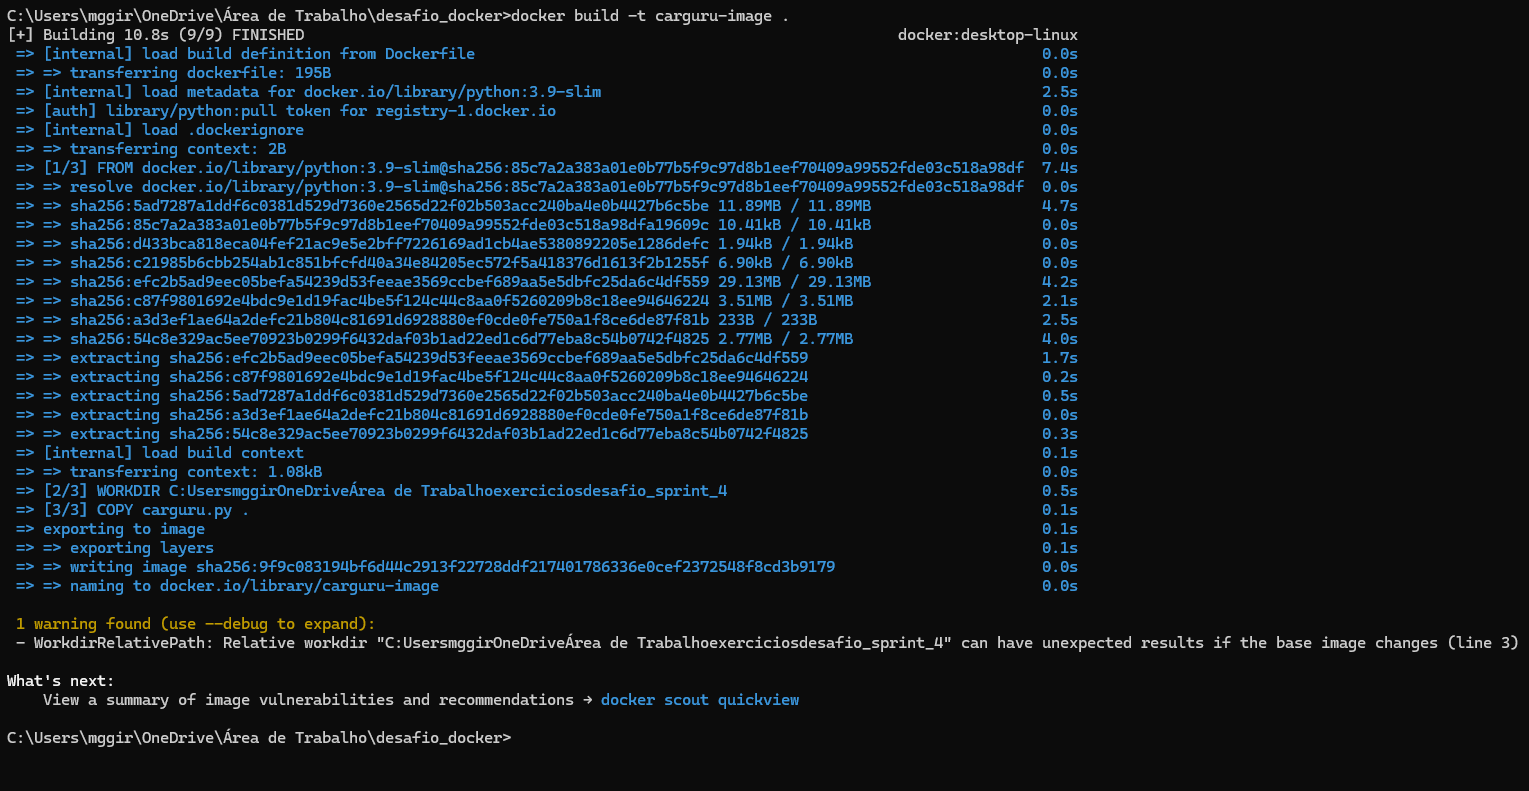 C:\Users\mggir\OneDrive\Área de Trabalho\desafio_docker>docker build -t carguru-image .
[+] Building 10.8s (9/9) FINISHED docker:desktop-linux
=> [internal] load build definition from Dockerfile 0.0s
=> => transferring dockerfile: 195B 0.0s
=> [internal] load metadata for docker.io/library/python:3.9-slim 2.5s
=> [auth] library/python:pull token for registry-1.docker.io 0.0s
=> [internal] load .dockerignore 0.0s
=> => transferring context: 2B 0.0s
=> [1/3] FROM docker.io/library/python:3.9-slim@sha256:85c7a2a383a01e0b77b5f9c97d8b1eef70409a99552fde03c518a98df 7.4s
=> => resolve docker.io/library/python:3.9-slim@sha256:85c7a2a383a01e0b77b5f9c97d8b1eef70409a99552fde03c518a98df 0.0s
=> => sha256:5ad7287a1ddf6c0381d529d7360e2565d22f02b503acc240ba4e0b4427b6c5be 11.89MB / 11.89MB 4.7s
=> => sha256:85c7a2a383a01e0b77b5f9c97d8b1eef70409a99552fde03c518a98dfa19609c 10.41kB / 10.41kB 0.0s
=> => sha256:d433bca818eca04fef21ac9e5e2bff7226169ad1cb4ae5380892205e1286defc 1.94kB / 1.94kB 0.0s
=> => sha256:c21985b6cbb254ab1c851bfcfd40a34e84205ec572f5a418376d1613f2b1255f 6.90kB / 6.90kB 0.0s
=> => sha256:efc2b5ad9eec05befa54239d53feeae3569ccbef689aa5e5dbfc25da6c4df559 29.13MB / 29.13MB 4.2s
=> => sha256:c87f9801692e4bdc9e1d19fac4be5f124c44c8aa0f5260209b8c18ee94646224 3.51MB / 3.51MB 2.1s
=> => sha256:a3d3ef1ae64a2defc21b804c81691d6928880ef0cde0fe750a1f8ce6de87f81b 233B / 233B 2.5s
=> => sha256:54c8e329ac5ee70923b0299f6432daf03b1ad22ed1c6d77eba8c54b0742f4825 2.77MB / 2.77MB 4.0s
=> => extracting sha256:efc2b5ad9eec05befa54239d53feeae3569ccbef689aa5e5dbfc25da6c4df559 1.7s
=> => extracting sha256:c87f9801692e4bdc9e1d19fac4be5f124c44c8aa0f5260209b8c18ee94646224 0.2s
=> => extracting sha256:5ad7287a1ddf6c0381d529d7360e2565d22f02b503acc240ba4e0b4427b6c5be 0.5s
=> => extracting sha256:a3d3ef1ae64a2defc21b804c81691d6928880ef0cde0fe750a1f8ce6de87f81b 0.0s
=> => extracting sha256:54c8e329ac5ee70923b0299f6432daf03b1ad22ed1c6d77eba8c54b0742f4825 0.3s
=> [internal] load build context 0.1s
=> => transferring context: 1.08kB 0.0s
=> [2/3] WORKDIR C:UsersmggirOneDriveÁrea de Trabalhoexerciciosdesafio_sprint_4 0.5s
=> [3/3] COPY carguru.py . 0.1s
=> exporting to image 0.1s
=> => exporting layers 0.1s
=> => writing image sha256:9f9c083194bf6d44c2913f22728ddf217401786336e0cef2372548f8cd3b9179 0.0s
=> => naming to docker.io/library/carguru-image 0.0s
1 warning found (use --debug to expand):
- WorkdirRelativePath: Relative workdir "C:UsersmggirOneDriveÁrea de Trabalhoexerciciosdesafio_sprint_4" can have unexpected results if the base image changes (line 3)
What's next:
View a summary of image vulnerabilities and recommendations → docker scout quickview
C:\Users\mggir\OneDrive\Área de Trabalho\desafio_docker>